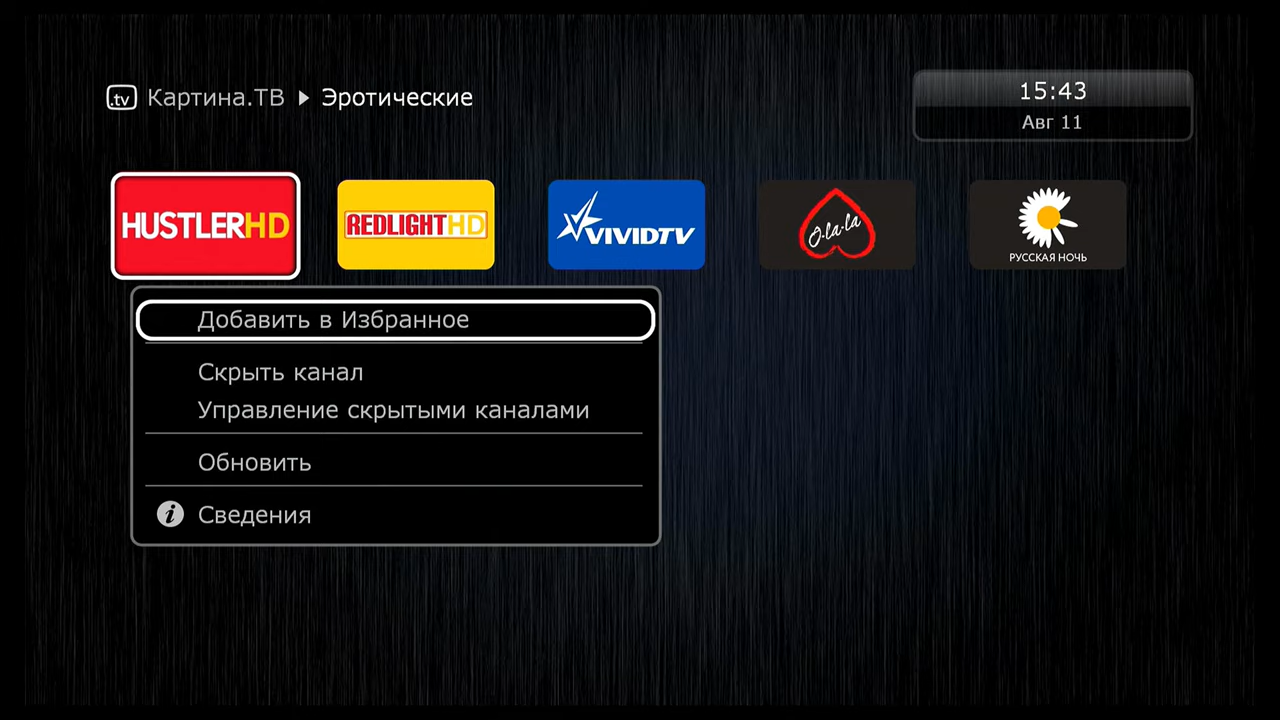 .tv Картина.ТВ Эротические
15:43
Авг 11
HUSTLERHD
REDLIGHTHD
VIVIDTV
O-la-la
РУССКАЯ НОЧЬ
Добавить в Избранное
Скрыть канал
Управление скрытыми каналами
Обновить
i Сведения